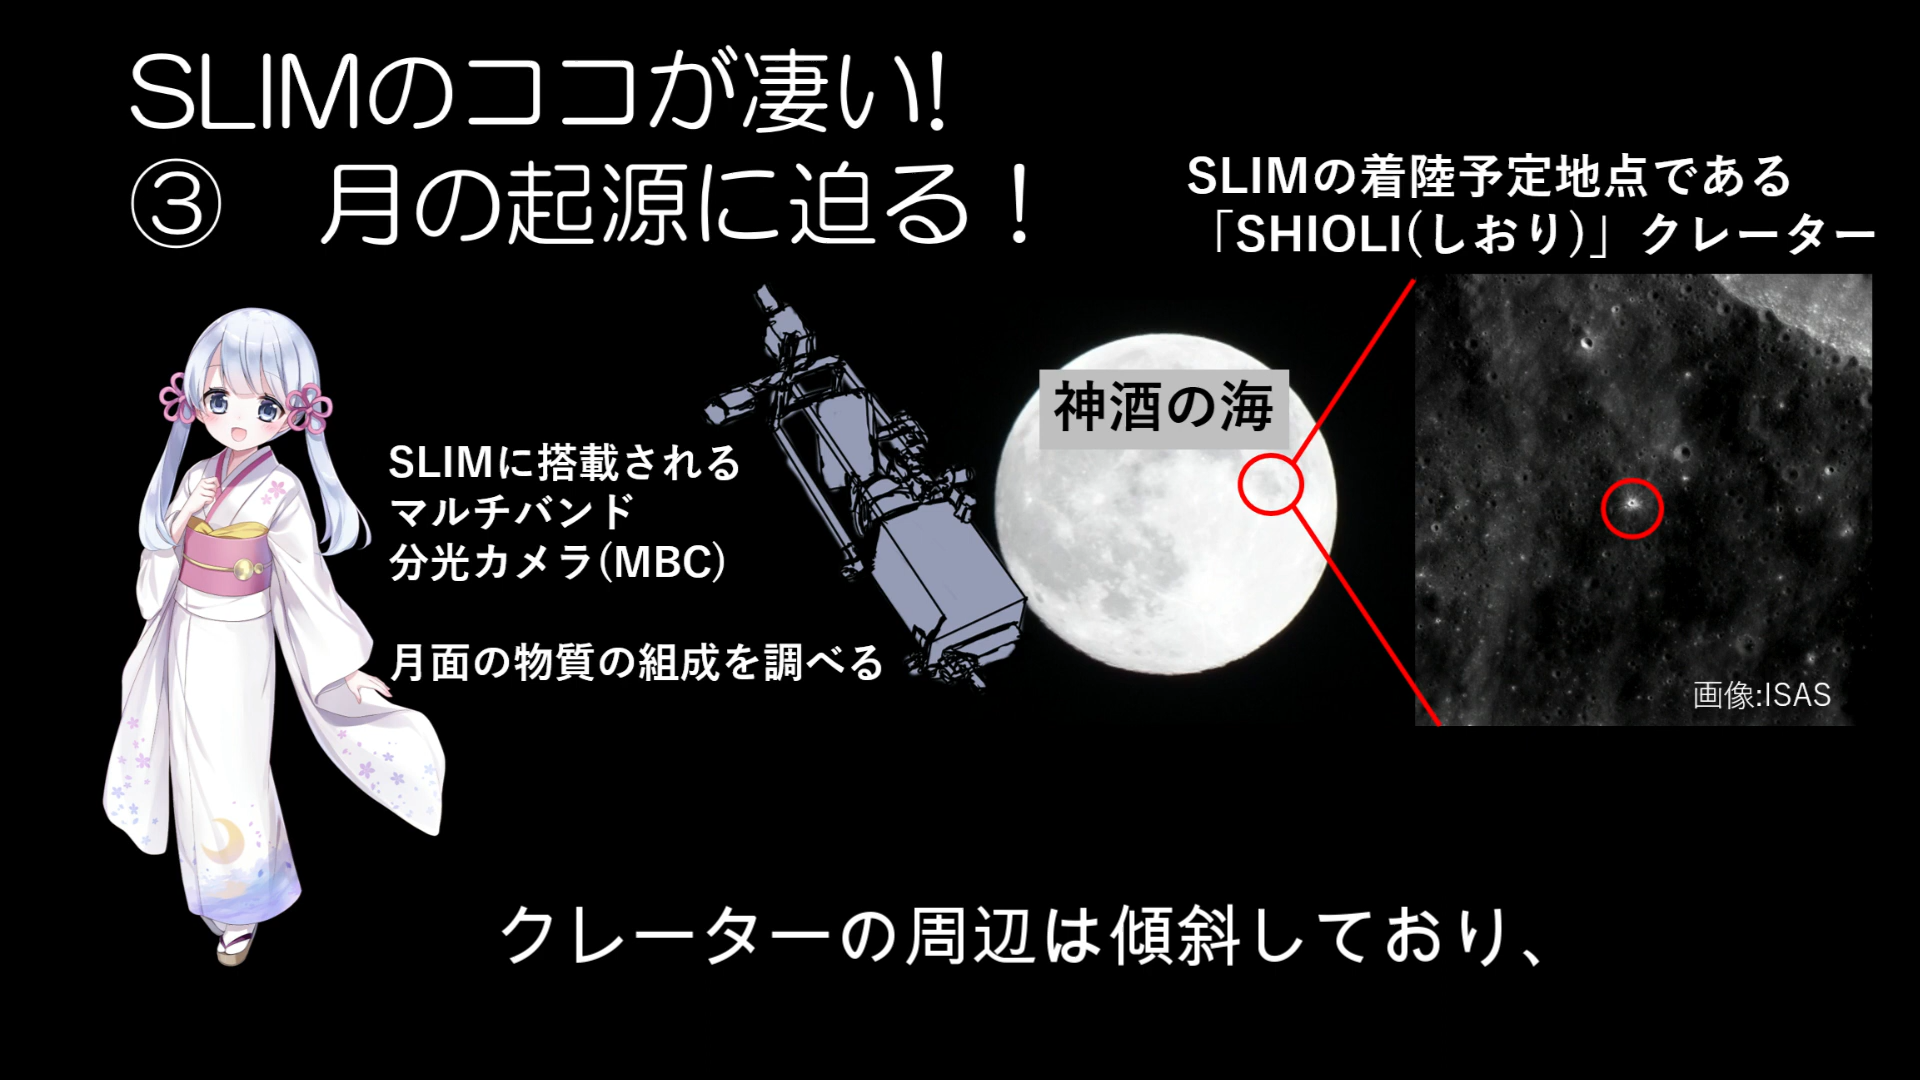 SLIMのココが凄い!
③　月の起源に迫る！
SLIMの着陸予定地点である
「SHIOLI(しおり)」クレーター
神酒の海
SLIMに搭載される
マルチバンド
分光カメラ(MBC)
月面の物質の組成を調べる
画像:ISAS
クレーターの周辺は傾斜しており、